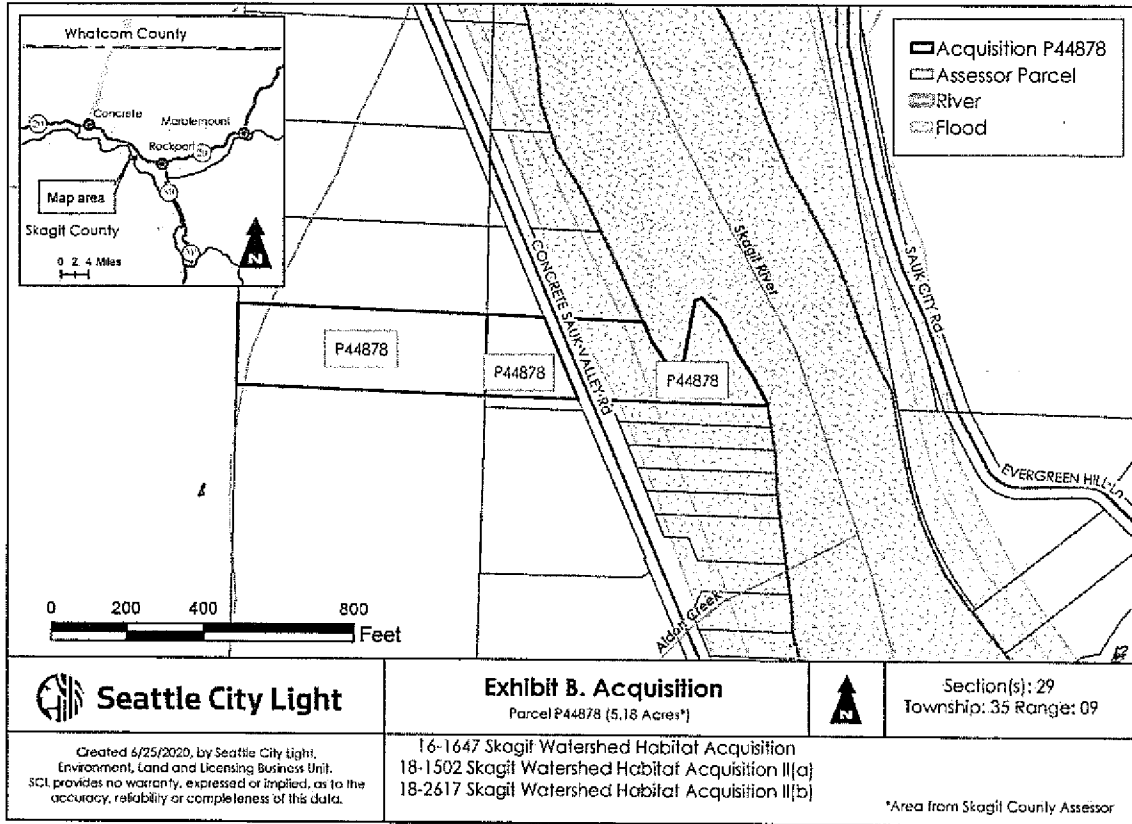 Whatcom County
Concrete
Marblemount
Rockport
Map area
Skagit County
0 2 4 Miles
N
Acquisition P44878
Assessor Parcel
River
Flood
CONCRETE SAUK VALLEY Rd
Skagit River
SAUK CITY Rd
EVERGREEN HILL Ln
P44878
P44878
P44878
Aldon Creek
0 200 400 800
Feet
Seattle City Light
Exhibit B. Acquisition
Parcel P44878 (5.18 Acres*)
N
Section(s): 29
Township: 35 Range: 09
Created 6/25/2020, by Seattle City Light,
Environment, Land and Licensing Business Unit.
SCL provides no warranty, expressed or implied, as to the
accuracy, reliability or completeness of this data.
16-1647 Skagit Watershed Habitat Acquisition
18-1502 Skagit Watershed Habitat Acquisition II(a)
18-2617 Skagit Watershed Habitat Acquisition II(b)
*Area from Skagit County Assessor